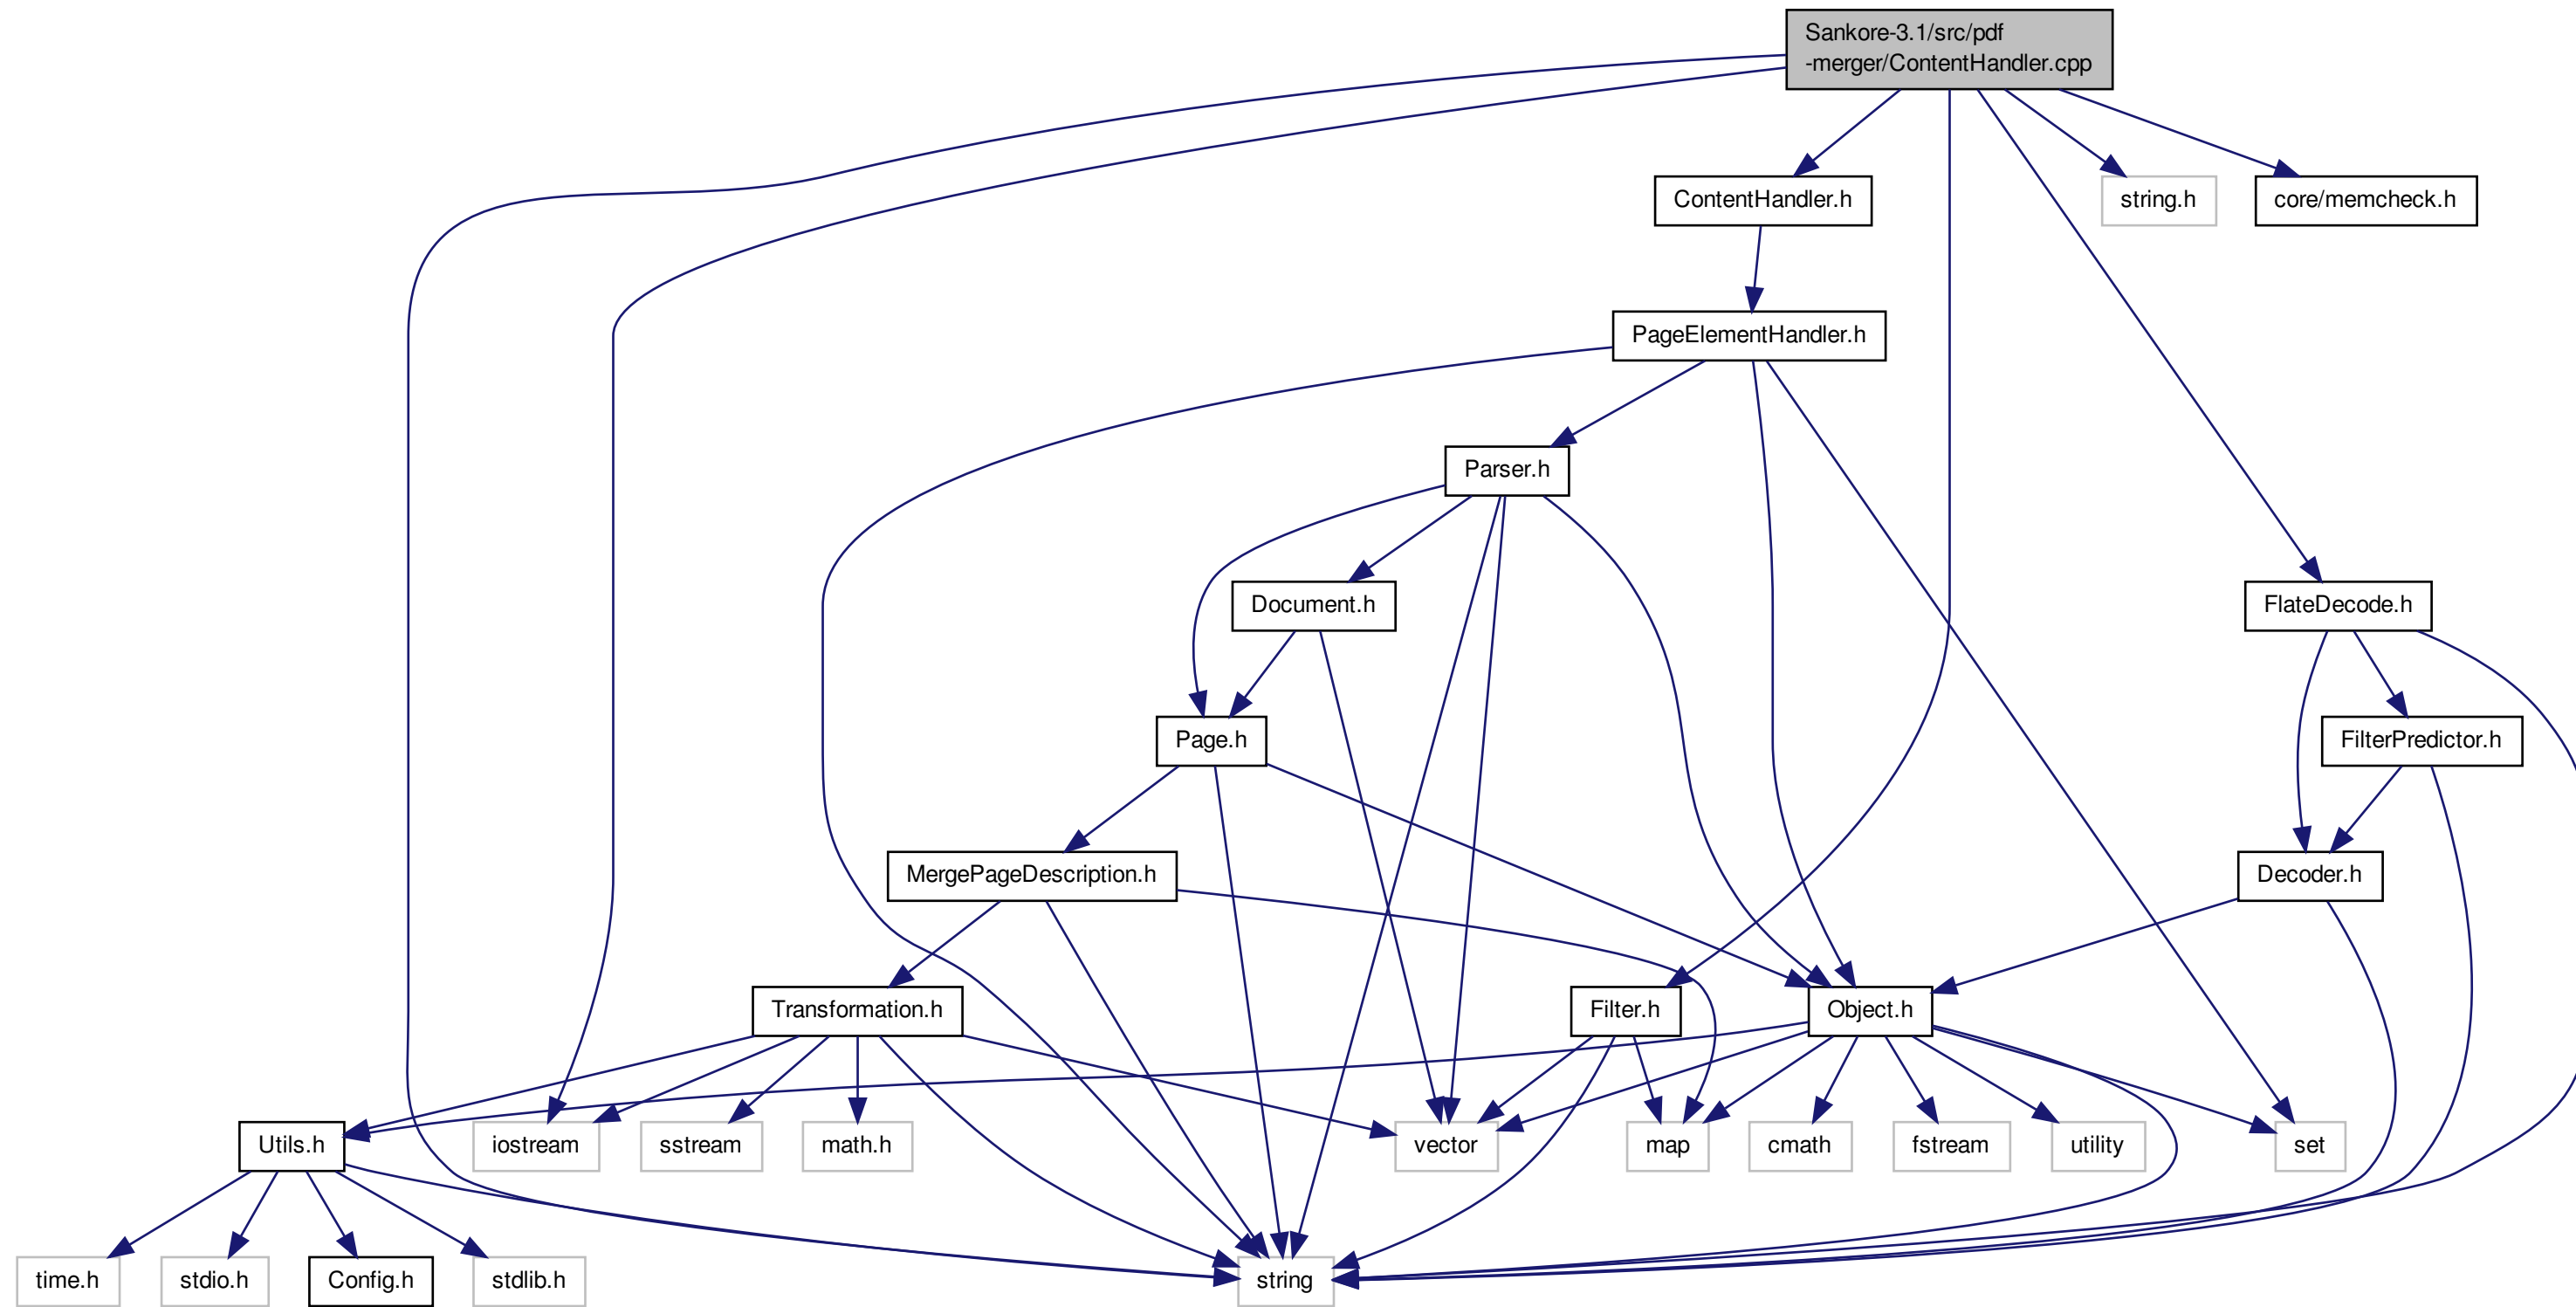 Sankore-3.1/src/pdf
-merger/ContentHandler.cpp
ContentHandler.h
string.h
core/memcheck.h
PageElementHandler.h
Parser.h
Document.h
FlateDecode.h
Page.h
FilterPredictor.h
MergePageDescription.h
Decoder.h
Transformation.h
Filter.h
Object.h
Utils.h
iostream
sstream
math.h
vector
map
cmath
fstream
utility
set
time.h
stdio.h
Config.h
stdlib.h
string